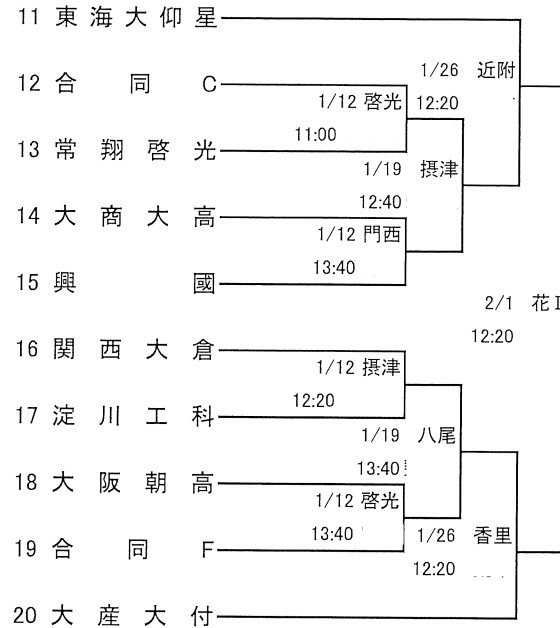 11 東海大仰星
1/26 近附
12 合同C
1/12 啓光 12:20
11:00
13 常翔啓光
1/19 摂津
12:40
14 大商大高
1/12 門西
13:40
15 興國
2/1 花I
12:20
16 関西大倉
1/12 摂津
12:20
17 淀川工科
1/19 八尾
13:40
18 大阪朝高
1/12 啓光
13:40 1/26 香里
19 合同F
12:20
20 大産大付